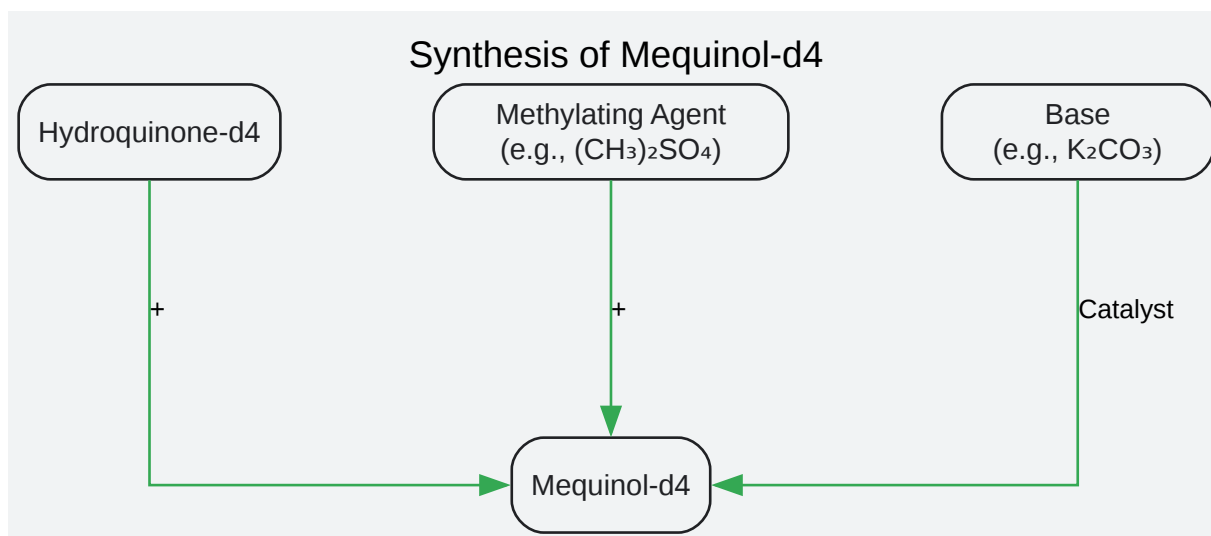 Synthesis of Mequinol-d4
Hydroquinone-d4
Methylating Agent
(e.g., (CH₃)₂SO₄)
Base
(e.g., K₂CO₃)
+
+
Catalyst
Mequinol-d4